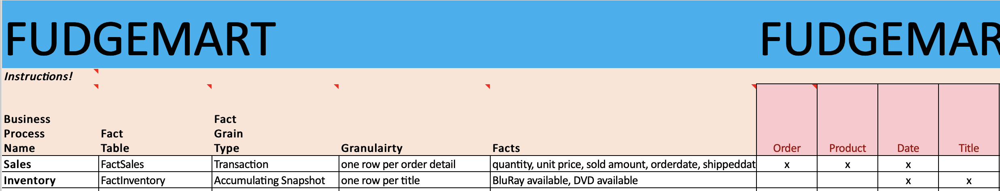 FUDGEMART FUDGEMAR
Instructions!
Business Process Name Fact Table Fact Grain Type Granulairty Facts Order Product Date Title
Sales FactSales Transaction one row per order detail quantity, unit price, sold amount, orderdate, shippeddat x x x
Inventory FactInventory Accumulating Snapshot one row per title BluRay available, DVD available x x